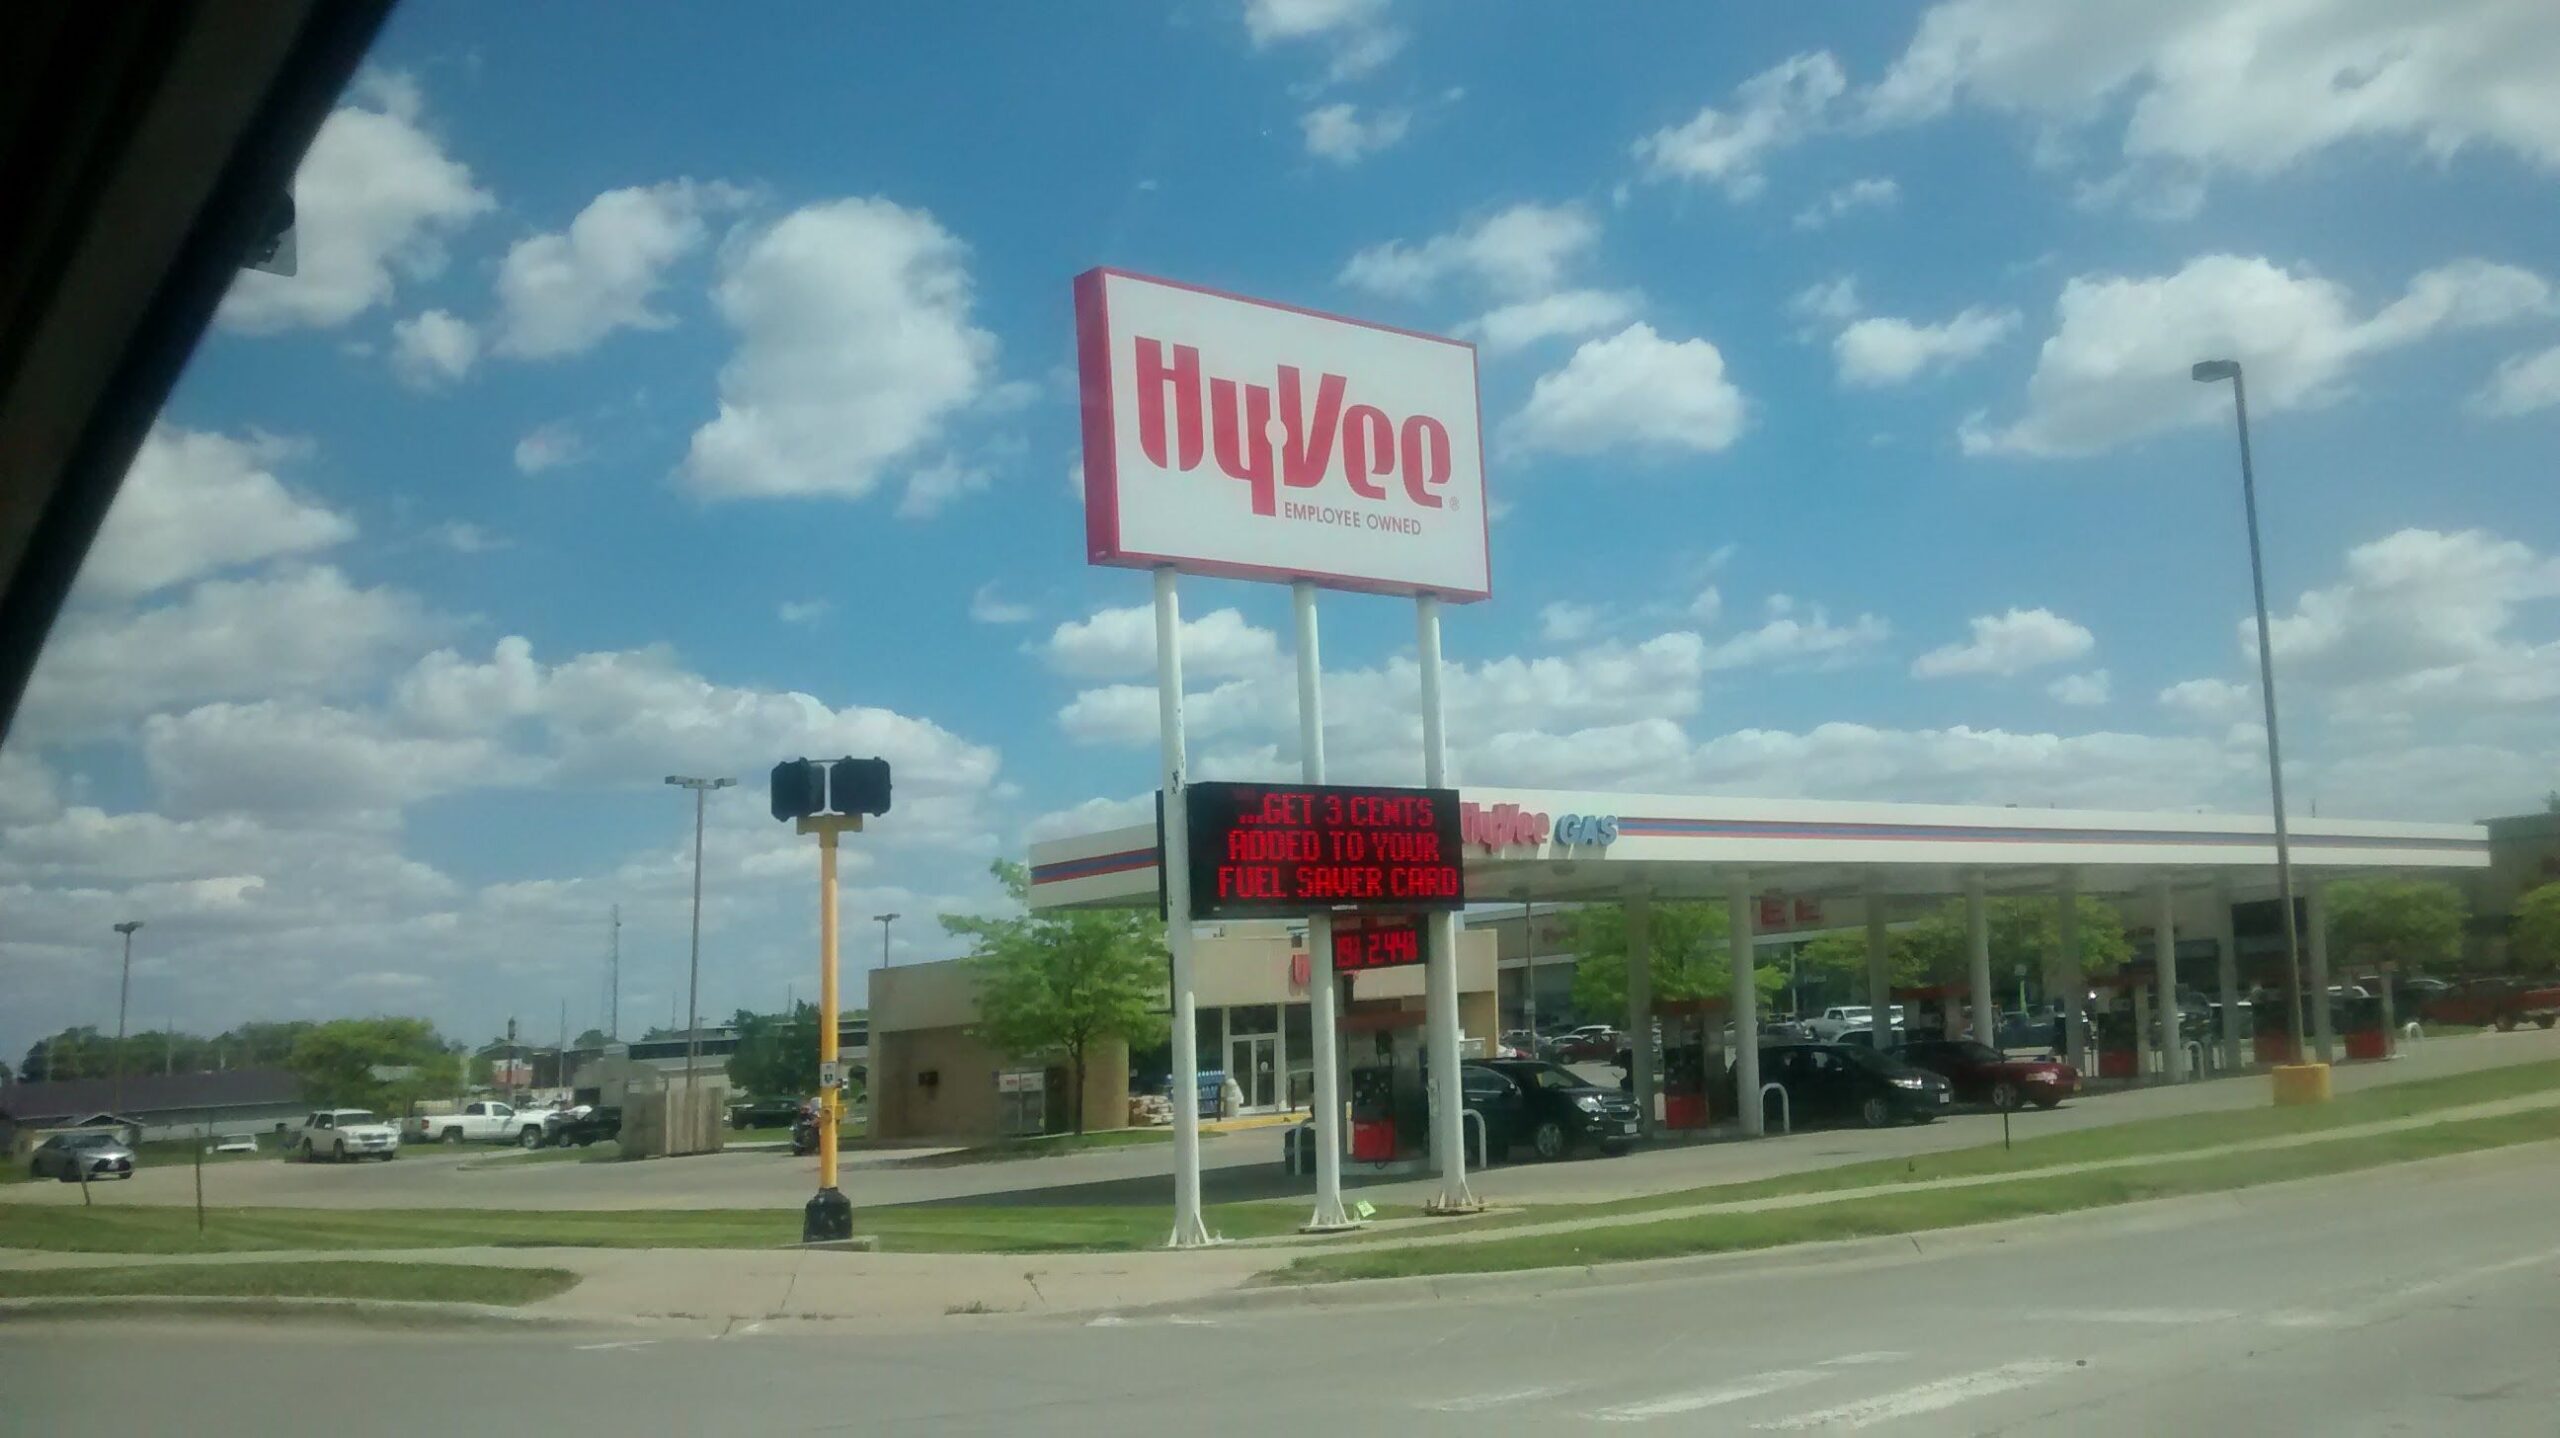 HyVee®
EMPLOYEE OWNED
...GET 3 CENTS
ADDED TO YOUR
FUEL SAVER CARD
HyVee GAS